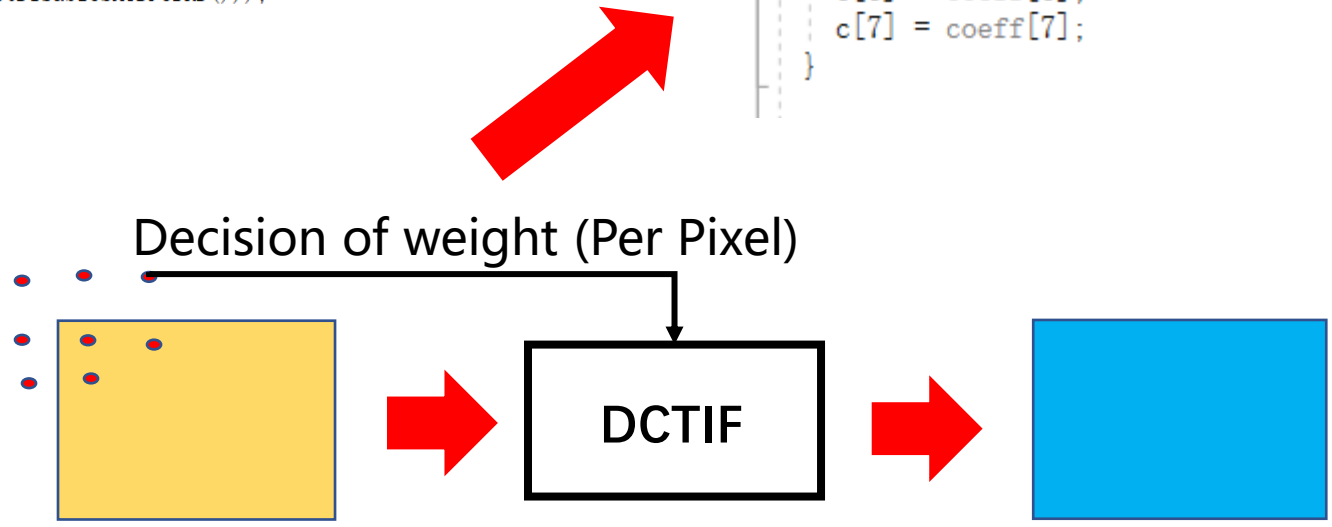 c[7] = coeff[7];
}
Decision of weight (Per Pixel)
DCTIF